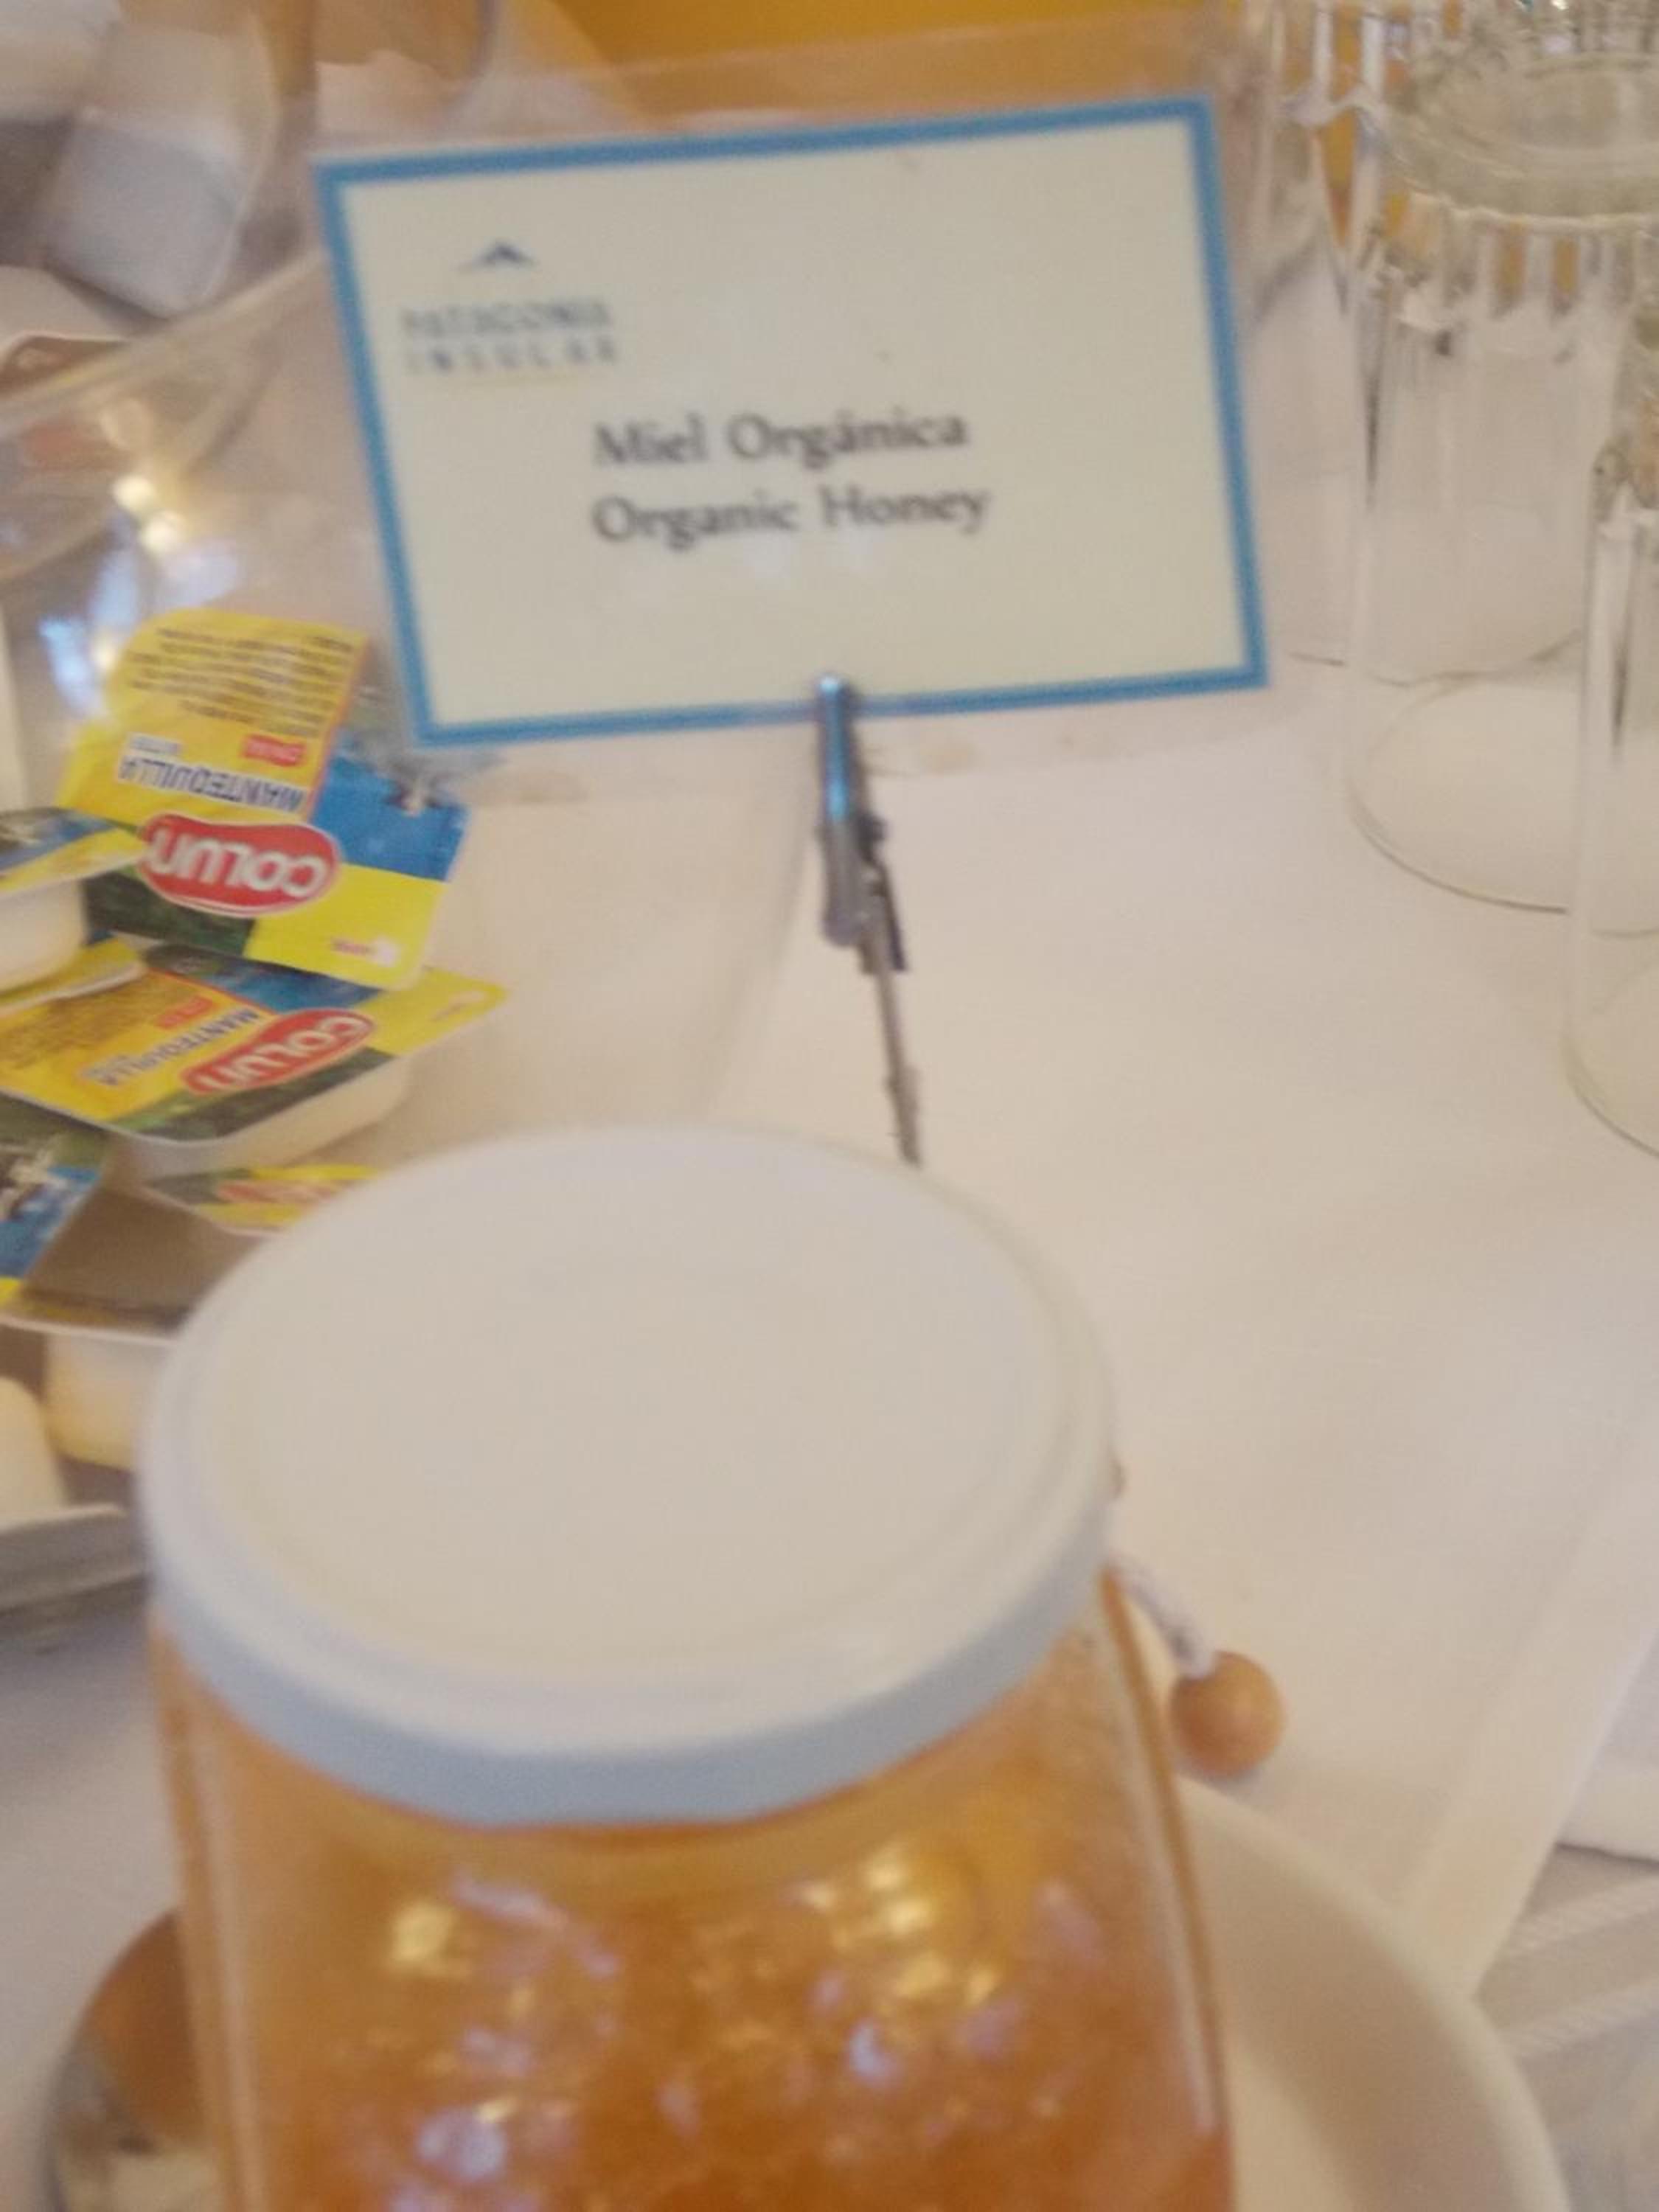 PATAGONIA
INSULAR
Miel Orgánica
Organic Honey
MANTEQUILLA
COLUN
MANTEQUILLA
COLUN